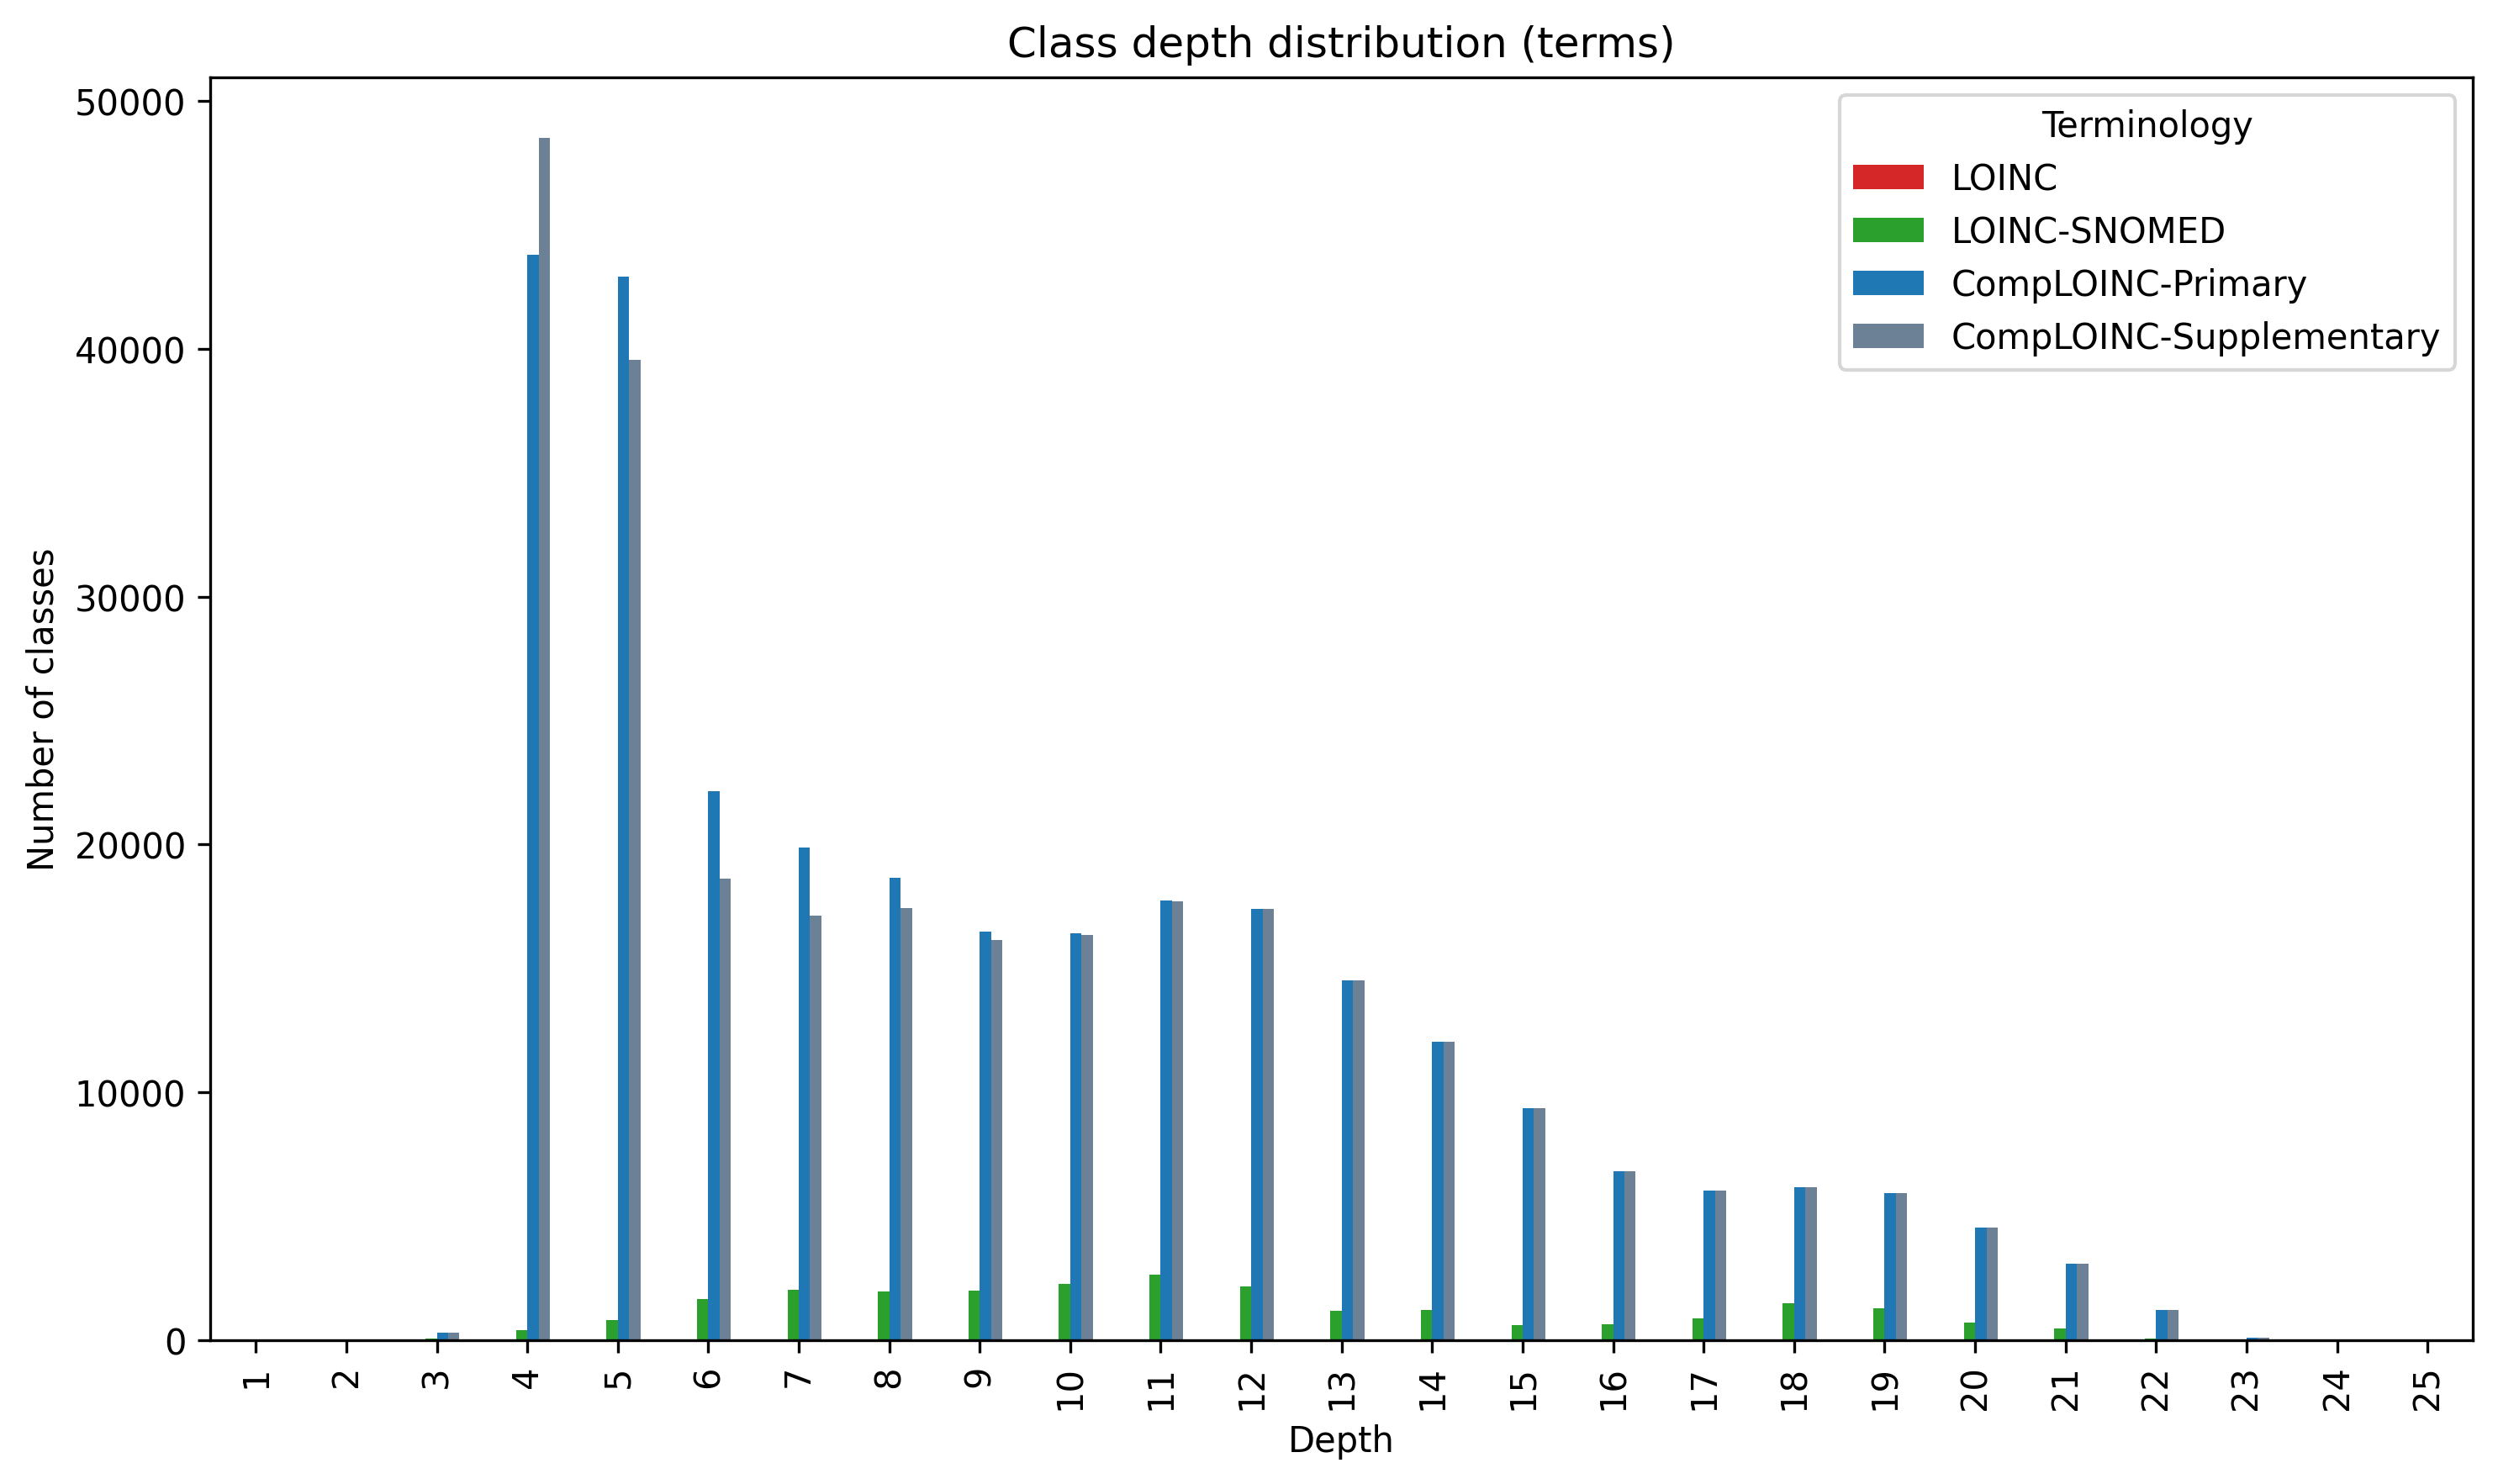 Class depth distribution (terms)
Terminology
LOINC
LOINC-SNOMED
CompLOINC-Primary
CompLOINC-Supplementary
Number of classes
50000
40000
30000
20000
10000
0
1 2 3 4 5 6 7 8 9 10 11 12 13 14 15 16 17 18 19 20 21 22 23 24 25
Depth